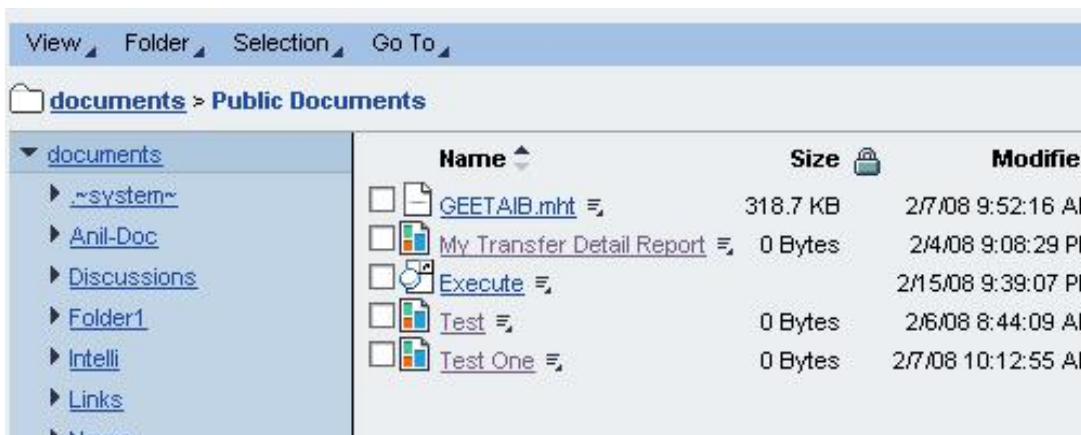 View Folder Selection Go To
documents > Public Documents
documents
.~system~
Anil-Doc
Discussions
Folder1
Intelli
Links
Name Size Modifie
GEETAIB.mht 318.7 KB 2/7/08 9:52:16 A
My Transfer Detail Report 0 Bytes 2/4/08 9:08:29 P
Execute 2/15/08 9:39:07 P
Test 0 Bytes 2/6/08 8:44:09 A
Test One 0 Bytes 2/7/08 10:12:55 A